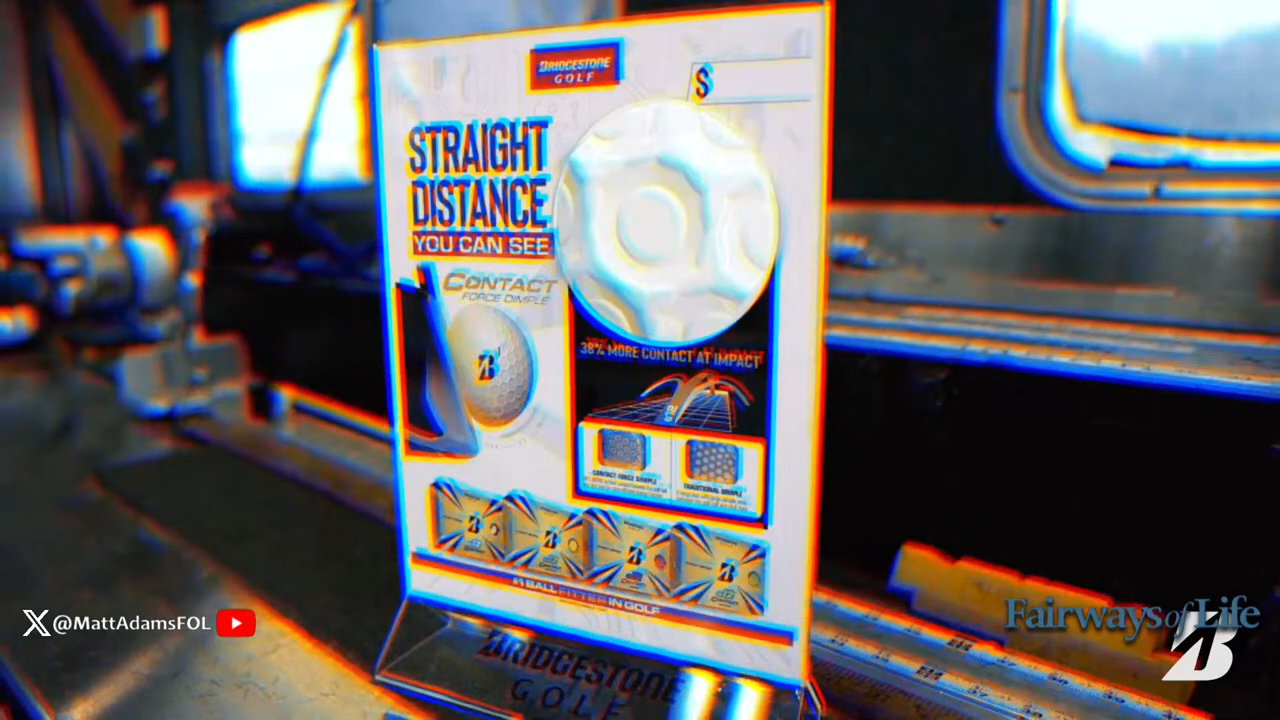 BRIDGESTONE
GOLF
$
STRAIGHT
DISTANCE
YOU CAN SEE
CONTACT
FORCE DIMPLE
B
38% MORE CONTACT AT IMPACT
CONTACT FORCE DIMPLE
TRADITIONAL DIMPLE
#1 BALL FITTER IN GOLF
BRIDGESTONE
GOLF
X@MattAdamsFOL
Fairways of Life
B